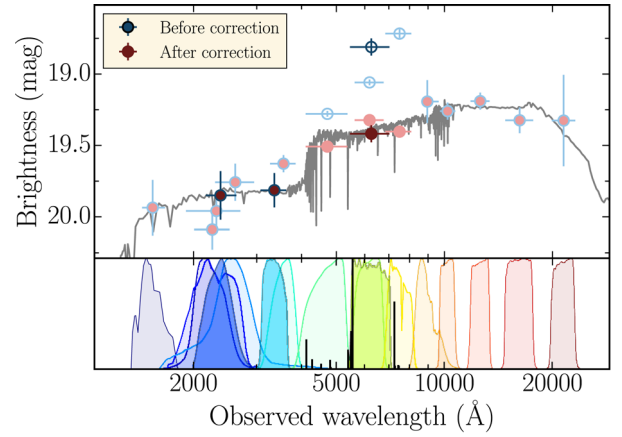 Before correction
After correction
Brightness (mag)
19.0
19.5
20.0
2000
5000
10000
20000
Observed wavelength (Å)